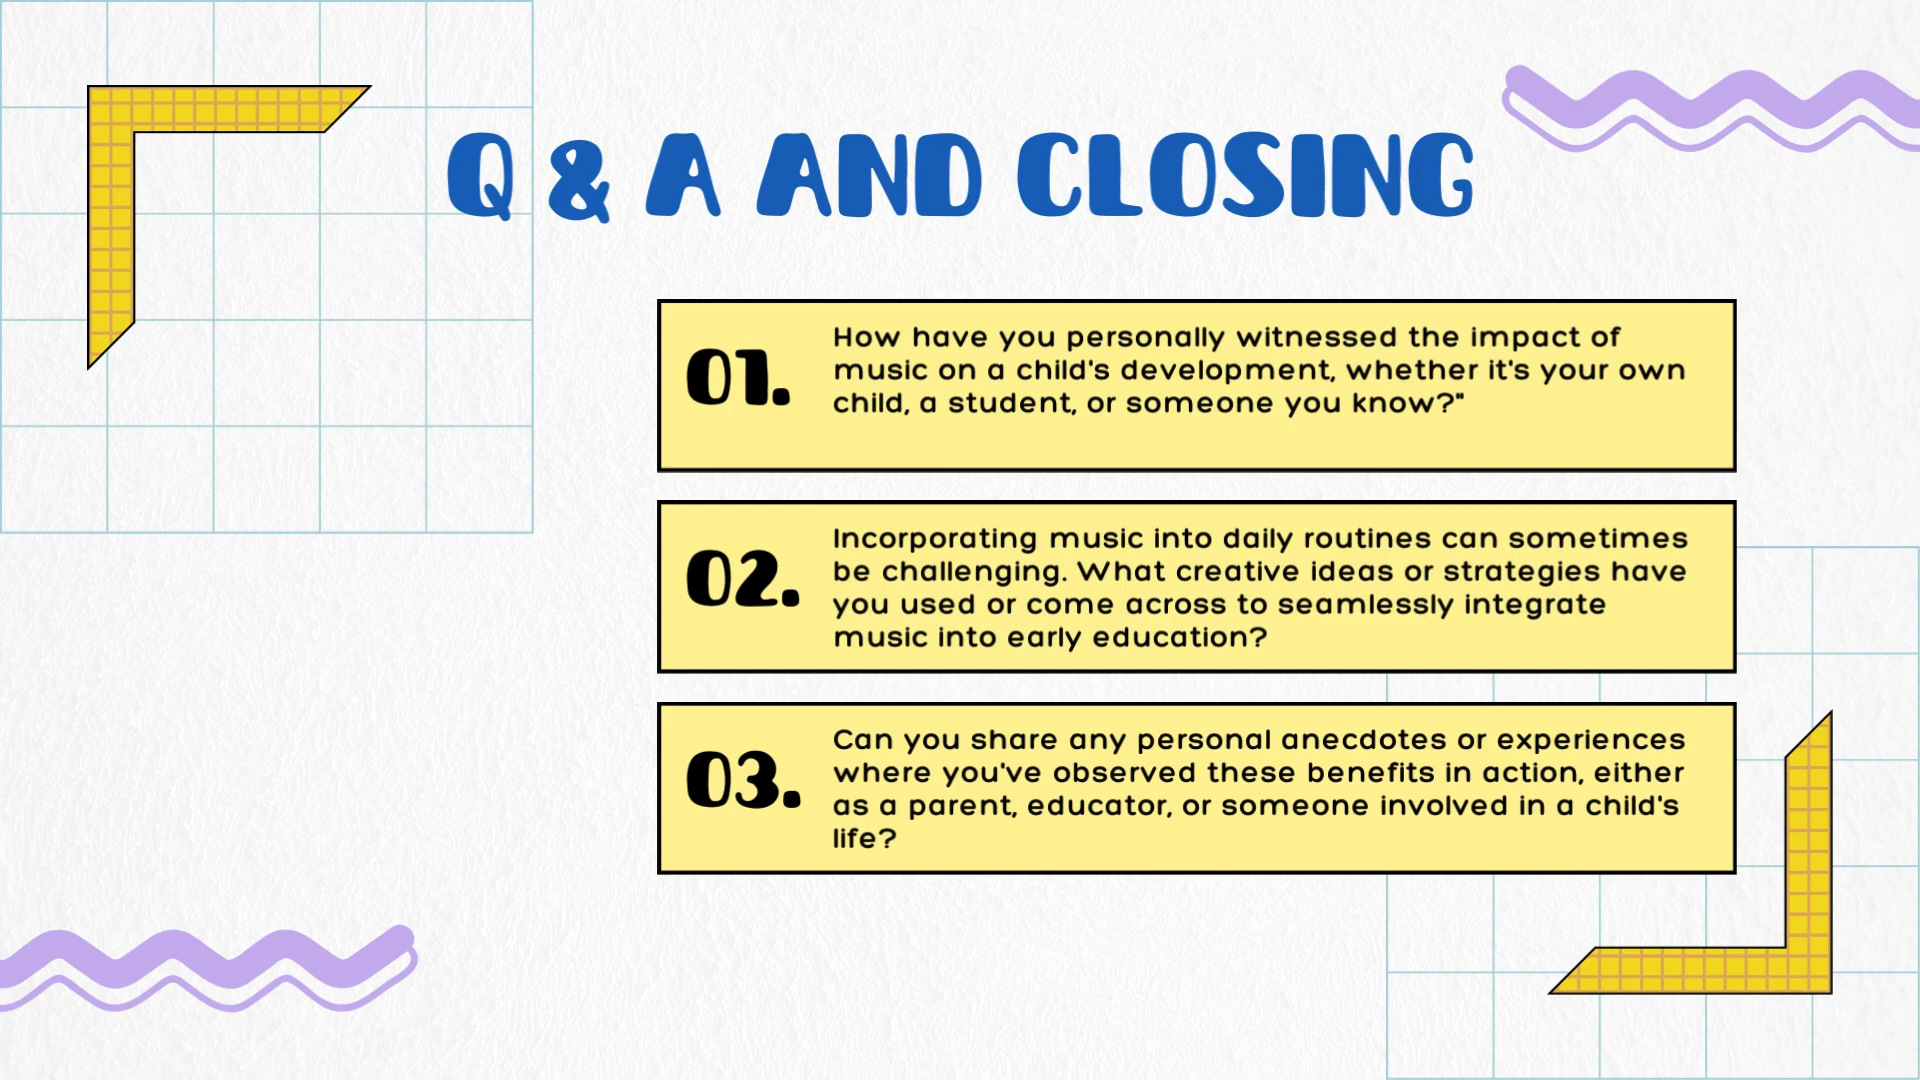 Q & A AND CLOSING
01.
How have you personally witnessed the impact of
music on a child's development, whether it's your own
child, a student, or someone you know?"
02.
Incorporating music into daily routines can sometimes
be challenging. What creative ideas or strategies have
you used or come across to seamlessly integrate
music into early education?
03.
Can you share any personal anecdotes or experiences
where you've observed these benefits in action, either
as a parent, educator, or someone involved in a child's
life?